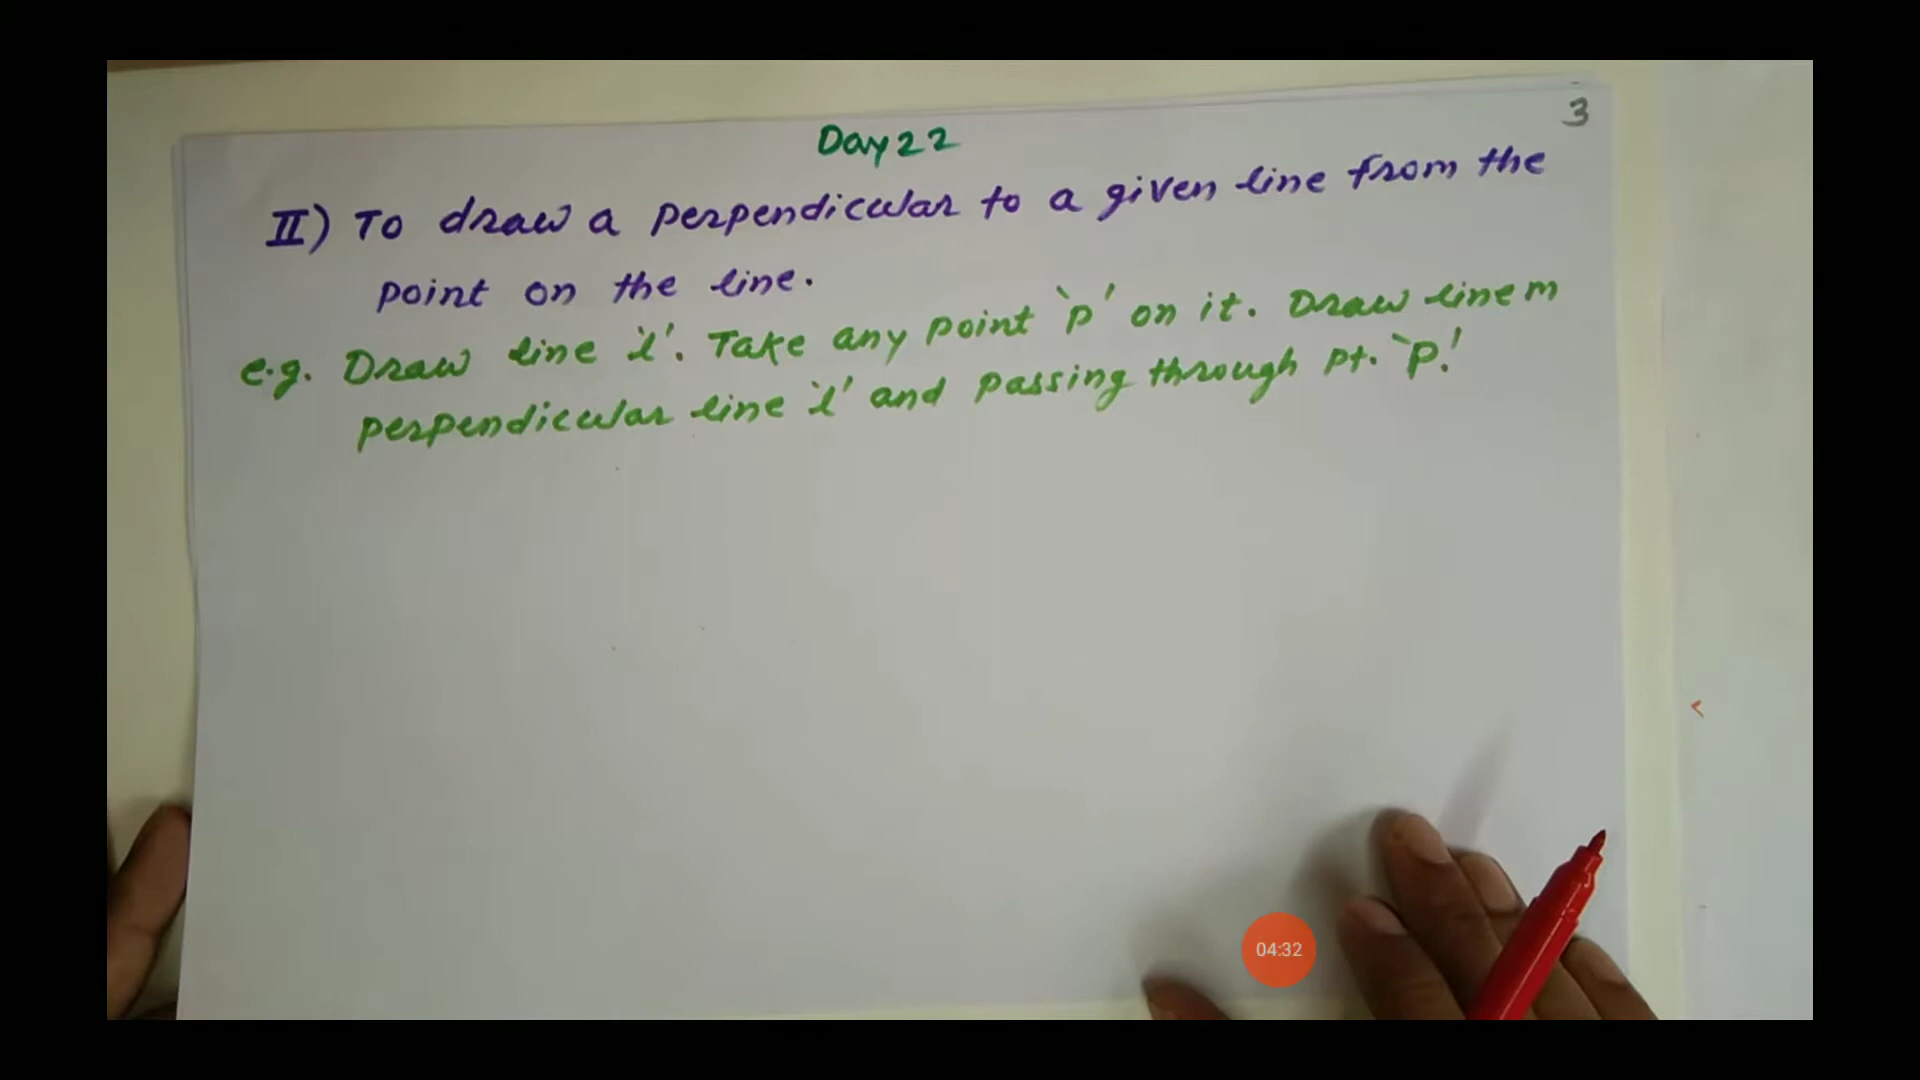 3
Day 22
II) To draw a perpendicular to a given line from the
point on the line.
e.g. Draw line 'l'. Take any point 'p' on it. Draw line m
perpendicular line 'l' and passing through pt. 'P.'
04:32